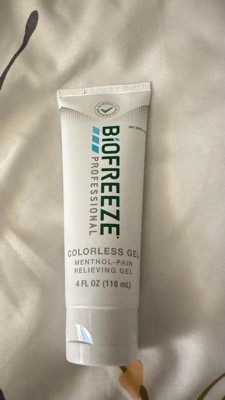 BIOFREEZE
PROFESSIONAL
COLORLESS GEL
MENTHOL-PAIN
RELIEVING GEL
4 FL OZ (118 mL)